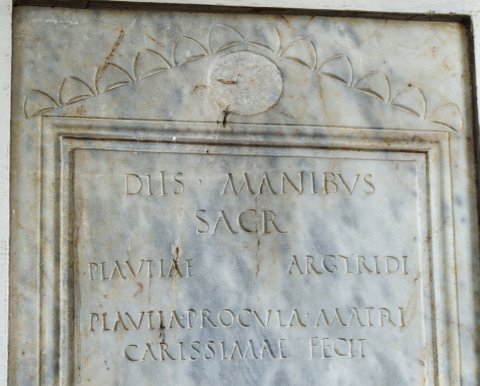 DIIS · MANIBVS
SACR
PLAVTIAE ARGYRIDI
PLAVTIA · PROCVLA · MATRI
CARISSIMAE FECIT